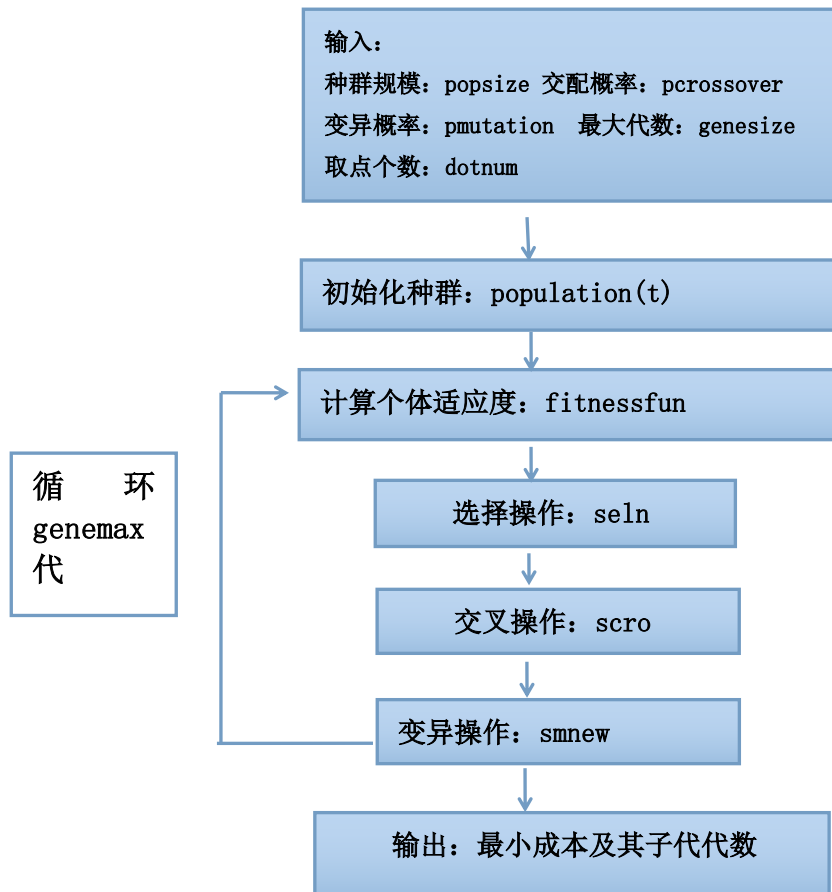 输入：
种群规模：popsize 交配概率：pcrossover
变异概率：pmutation 最大代数：genesize
取点个数：dotnum
初始化种群：population(t)
计算个体适应度：fitnessfun
循 环
genemax
代
选择操作：seln
交叉操作：scro
变异操作：smnew
输出：最小成本及其子代代数